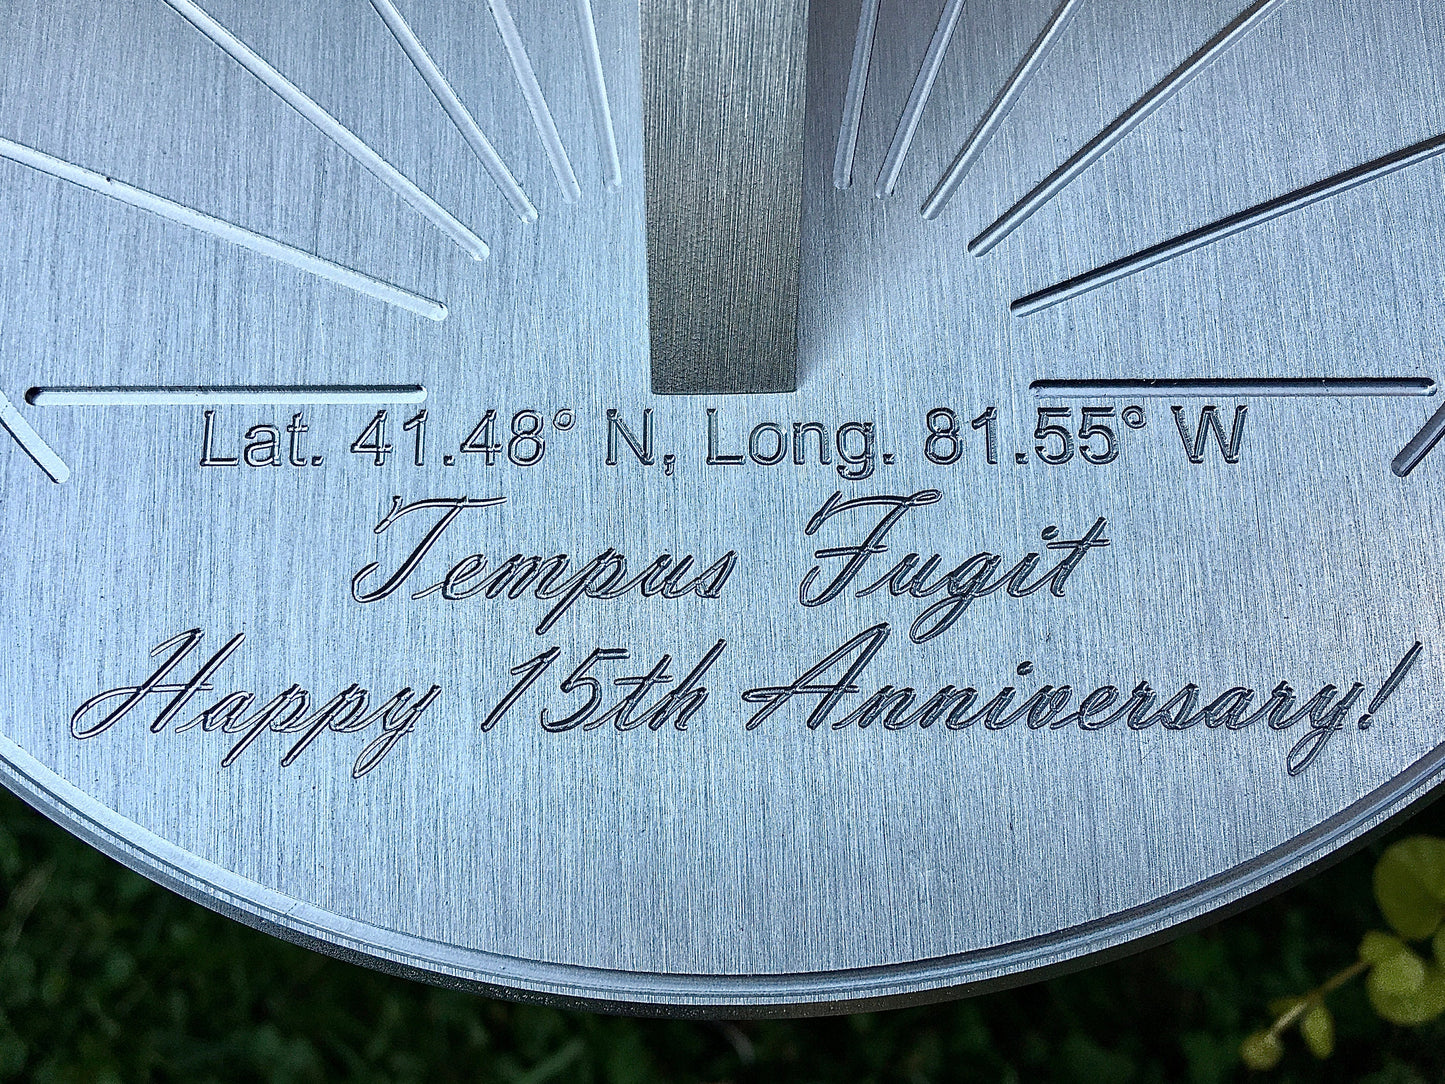 Lat. 41.48° N, Long. 81.55° W
Tempus Fugit
Happy 15th Anniversary!